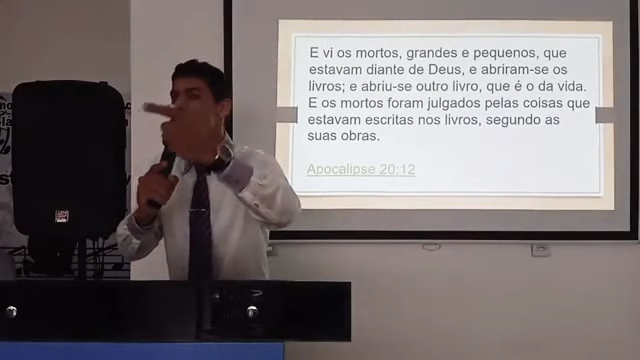 E vi os mortos, grandes e pequenos, que
estavam diante de Deus, e abriram-se os
livros; e abriu-se outro livro, que é o da vida.
E os mortos foram julgados pelas coisas que
estavam escritas nos livros, segundo as
suas obras.
Apocalipse 20:12